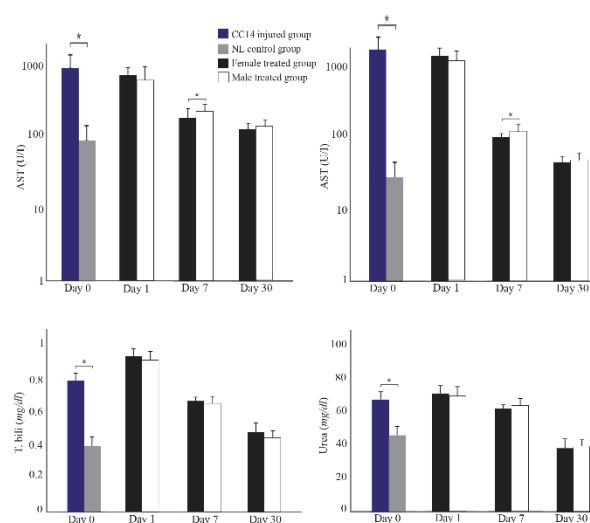 CC14 injured group
NL control group
Female treated group
Male treated group
*
*
1000
100
10
1
AST (U/I)
Day 0 Day 1 Day 7 Day 30
*
*
1000
100
10
1
AST (U/I)
Day 0 Day 1 Day 7 Day 30
*
1
0.8
0.6
0.4
0.2
0
T. bili (mg/dl)
Day 0 Day 1 Day 7 Day 30
*
100
80
60
40
20
0
Urea (mg/dl)
Day 0 Day 1 Day 7 Day 30